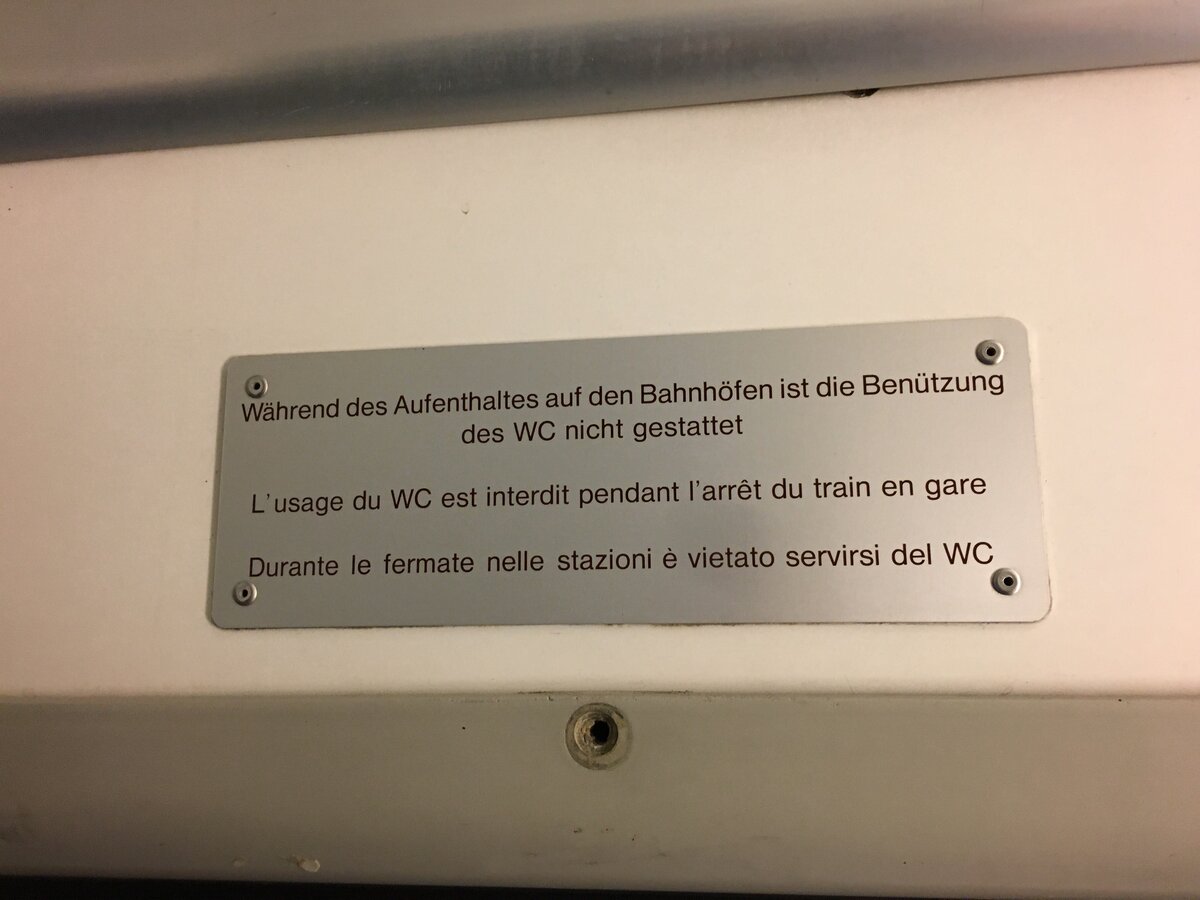 Während des Aufenthaltes auf den Bahnhöfen ist die Benützung
des WC nicht gestattet
L'usage du WC est interdit pendant l'arrêt du train en gare
Durante le fermate nelle stazioni è vietato servirsi del WC